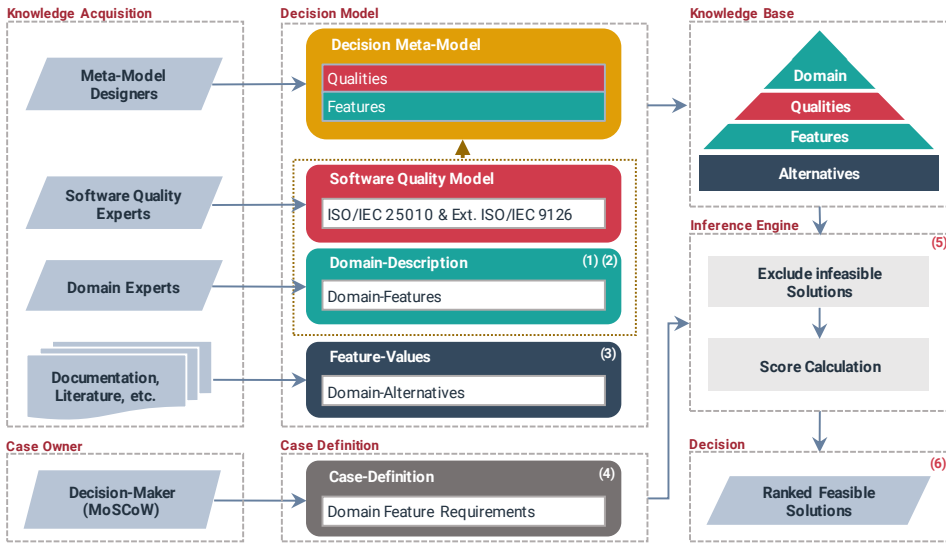 Knowledge Acquisition
Meta-Model
Designers
Software Quality
Experts
Domain Experts
Documentation,
Literature, etc.
Decision Model
Decision Meta-Model
Qualities
Features
Software Quality Model
ISO/IEC 25010 & Ext. ISO/IEC 9126
Domain-Description (1) (2)
Domain-Features
Feature-Values (3)
Domain-Alternatives
Knowledge Base
Domain
Qualities
Features
Alternatives
Inference Engine
(5)
Exclude infeasible
Solutions
Score Calculation
Case Owner
Decision-Maker
(MoSCoW)
Case Definition
Case-Definition (4)
Domain Feature Requirements
Decision
(6)
Ranked Feasible
Solutions